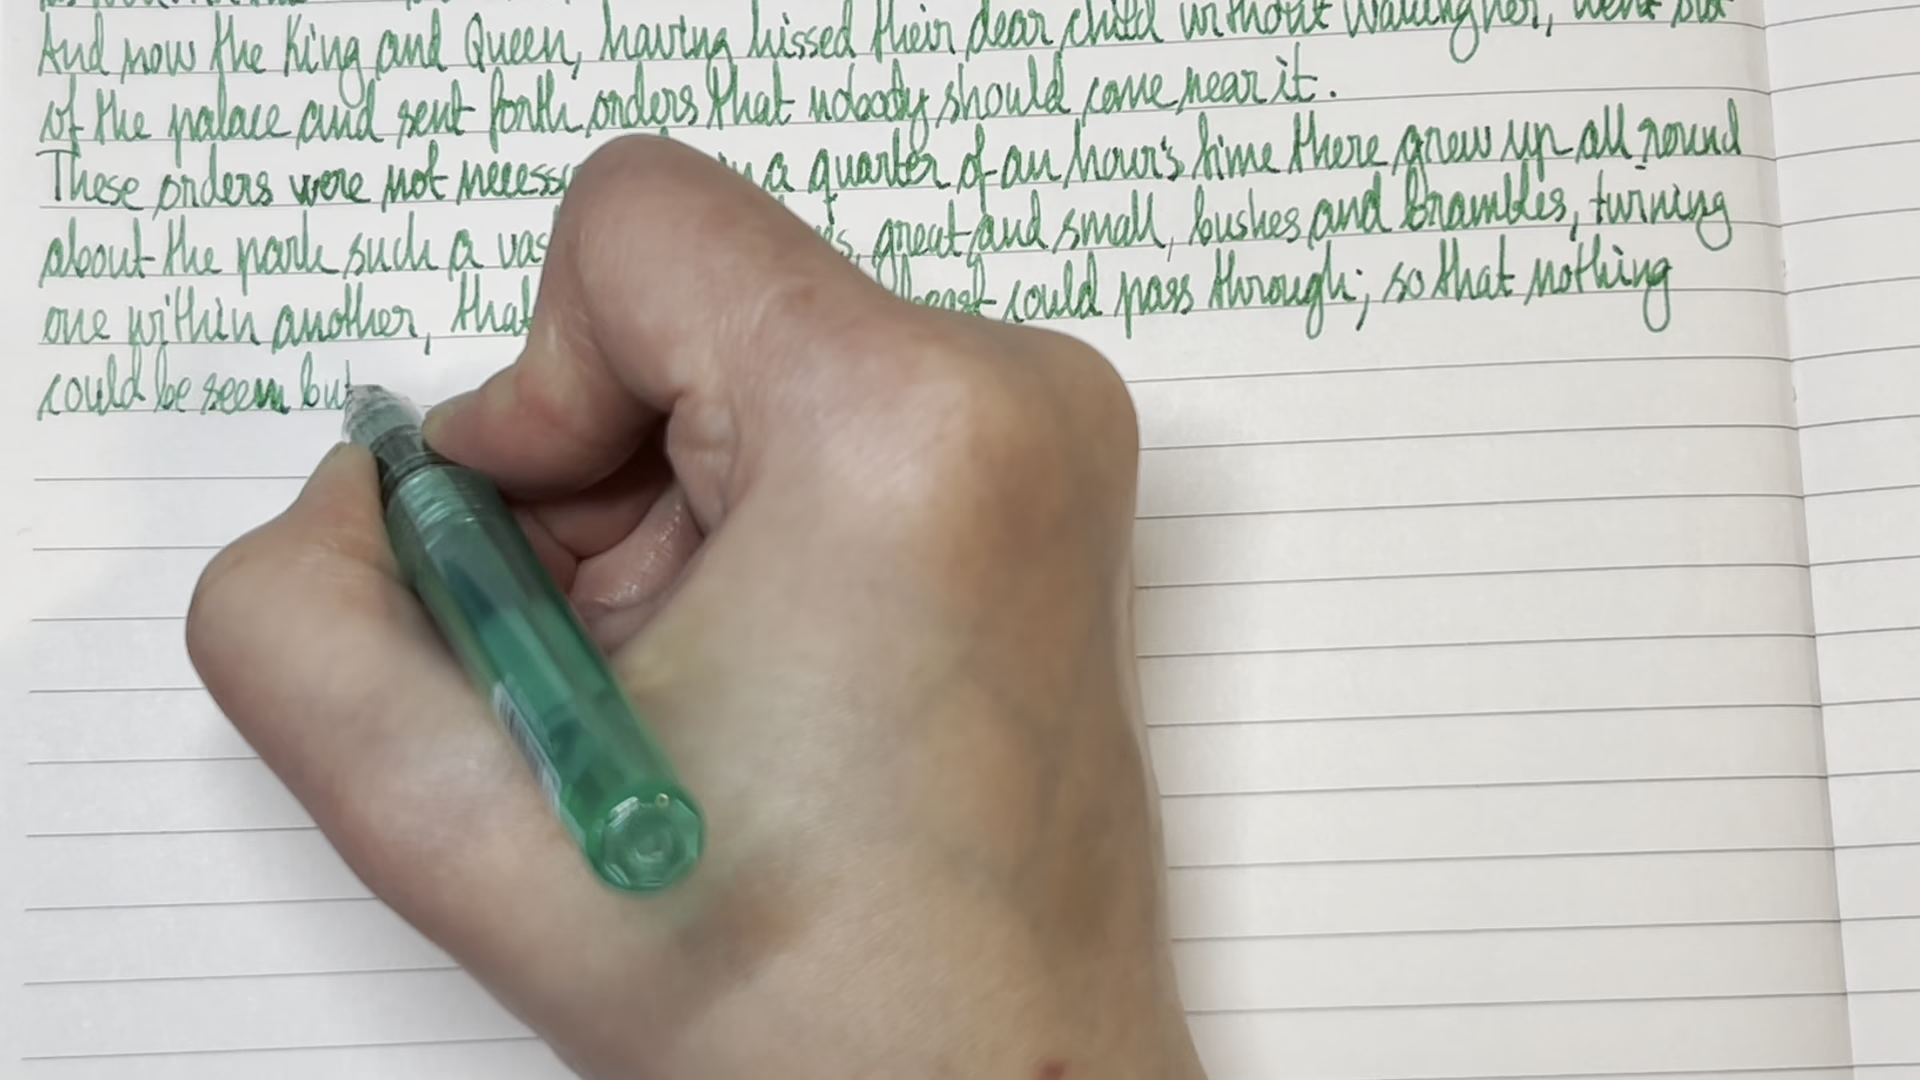 And now the King and Queen, having kissed their dear child without waking her, went out
of the palace and sent forth orders that nobody should come near it.
These orders were not necess a quarter of an hour's time there grew up all round
about the park such a vas great and small, bushes and brambles, turning
one within another, that beast could pass through; so that nothing
could be seen but